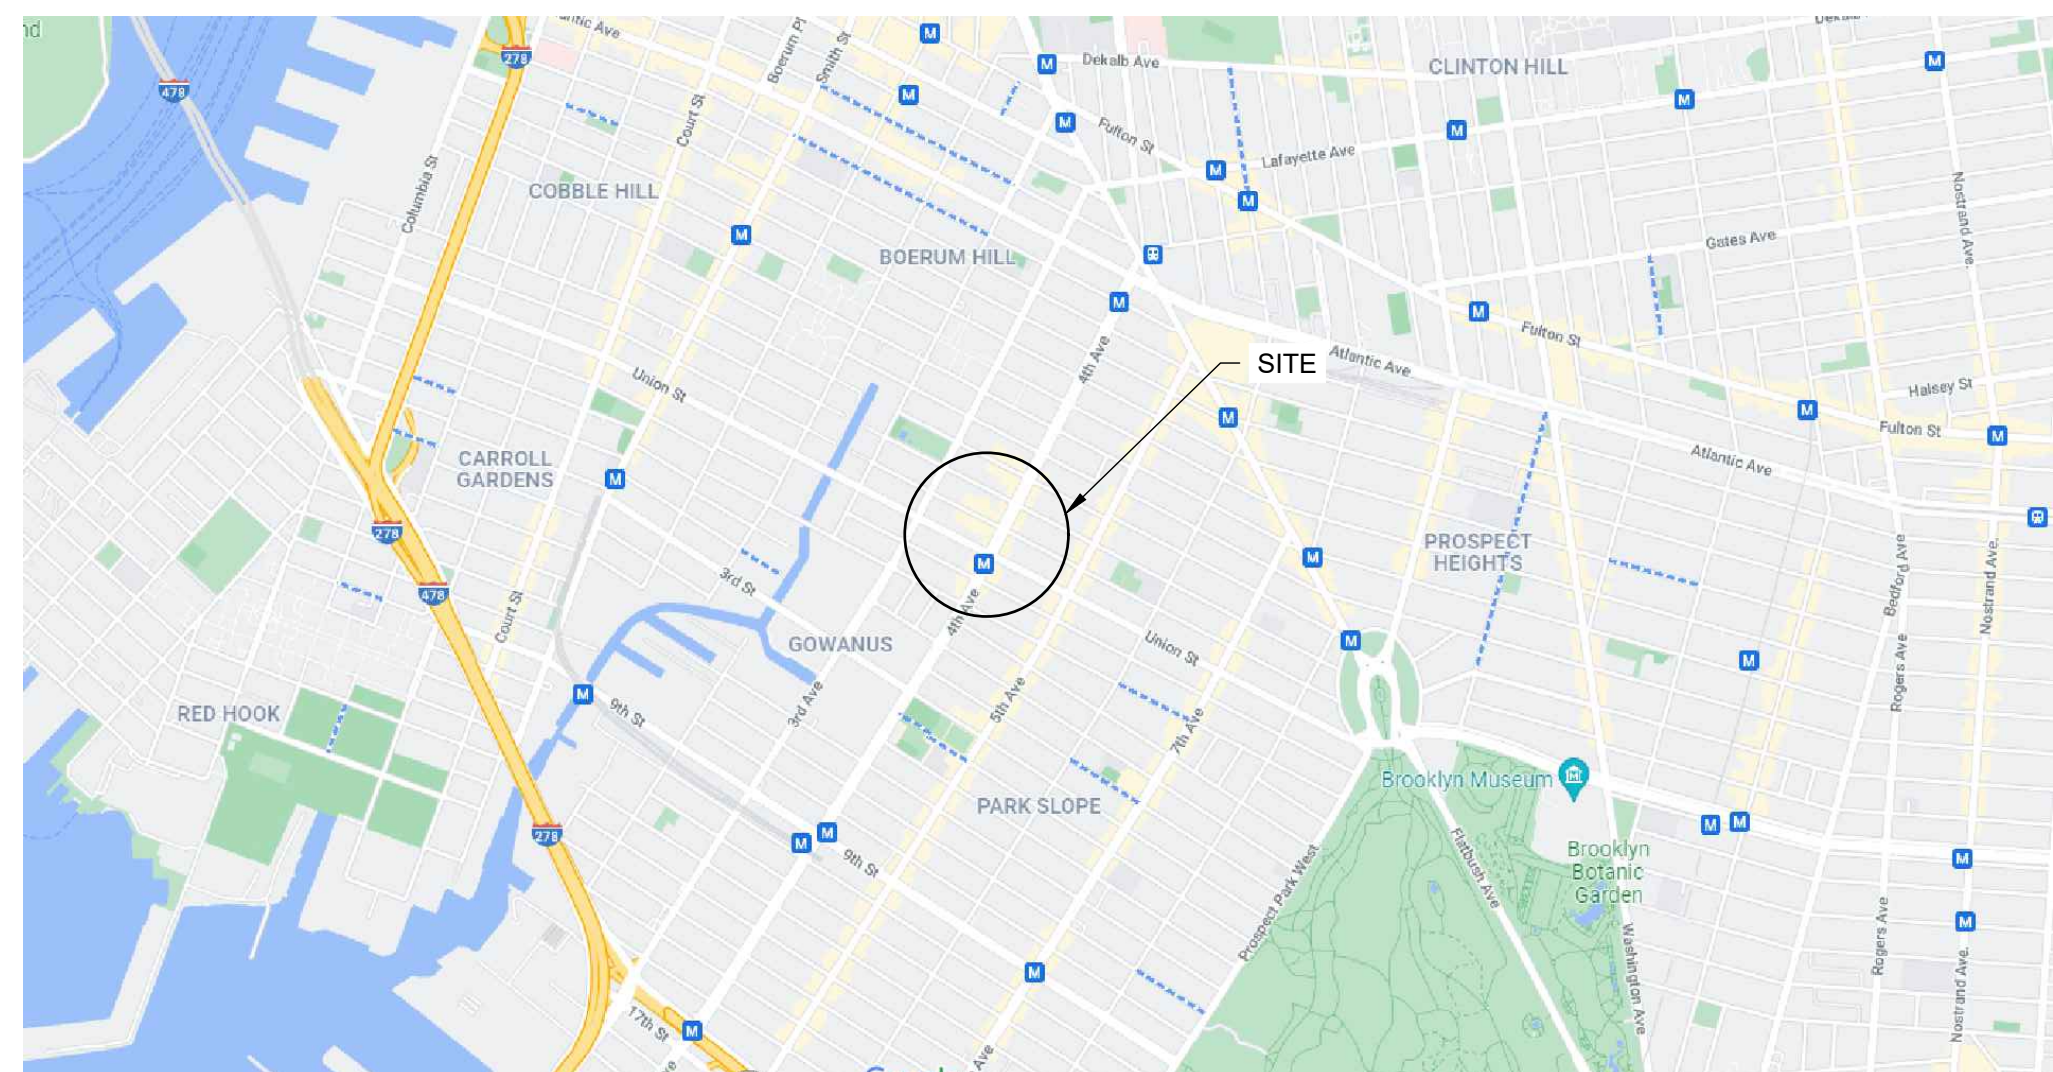 antic Ave
Boerum Pl
Smith St
278
M
478
M
Dekalb Ave
CLINTON HILL
M
M
M
Court St
M
Fulton St
M
Lafayette Ave
M
Columbia St
COBBLE HILL
M
Nostrand Ave.
M
BOERUM HILL
Gates Ave
M
M
Fulton St
4th Ave
SITE
Atlantic Ave
Union St
Halsey St
M
M
Fulton St
M
CARROLL
GARDENS
M
Atlantic Ave
278
PROSPECT
HEIGHTS
M
M
Bedford Ave
Nostrand Ave.
3rd St
478
Court St
4th Ave
GOWANUS
Union St
M
M
Rogers Ave
M
9th St
3rd Ave
5th Ave
7th Ave
RED HOOK
Brooklyn Museum
PARK SLOPE
278
M
M
9th St
M
M
Flatbush Ave
Brooklyn
Botanic
Garden
M
Prospect Park West
Washington Ave
Rogers Ave
M
Nostrand Ave.
M
17th St
M
Ave